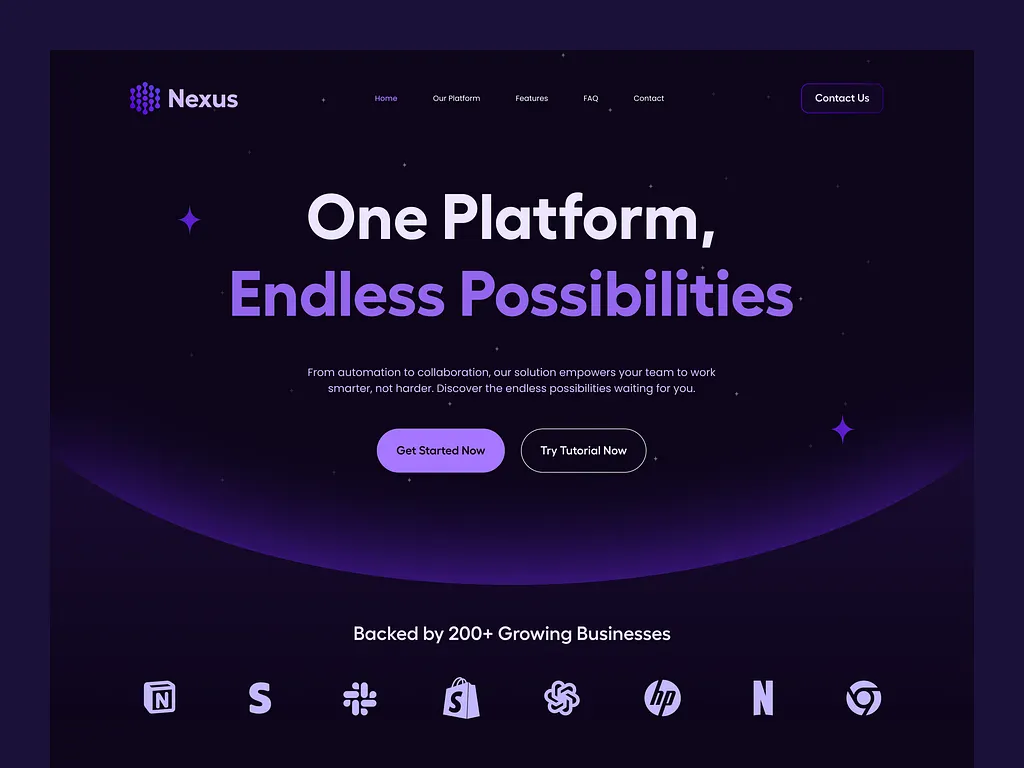 Nexus
Home
Our Platform
Features
FAQ
Contact
Contact Us
One Platform,
Endless Possibilities
From automation to collaboration, our solution empowers your team to work
smarter, not harder. Discover the endless possibilities waiting for you.
Get Started Now
Try Tutorial Now
Backed by 200+ Growing Businesses
N
S
S
hp
N